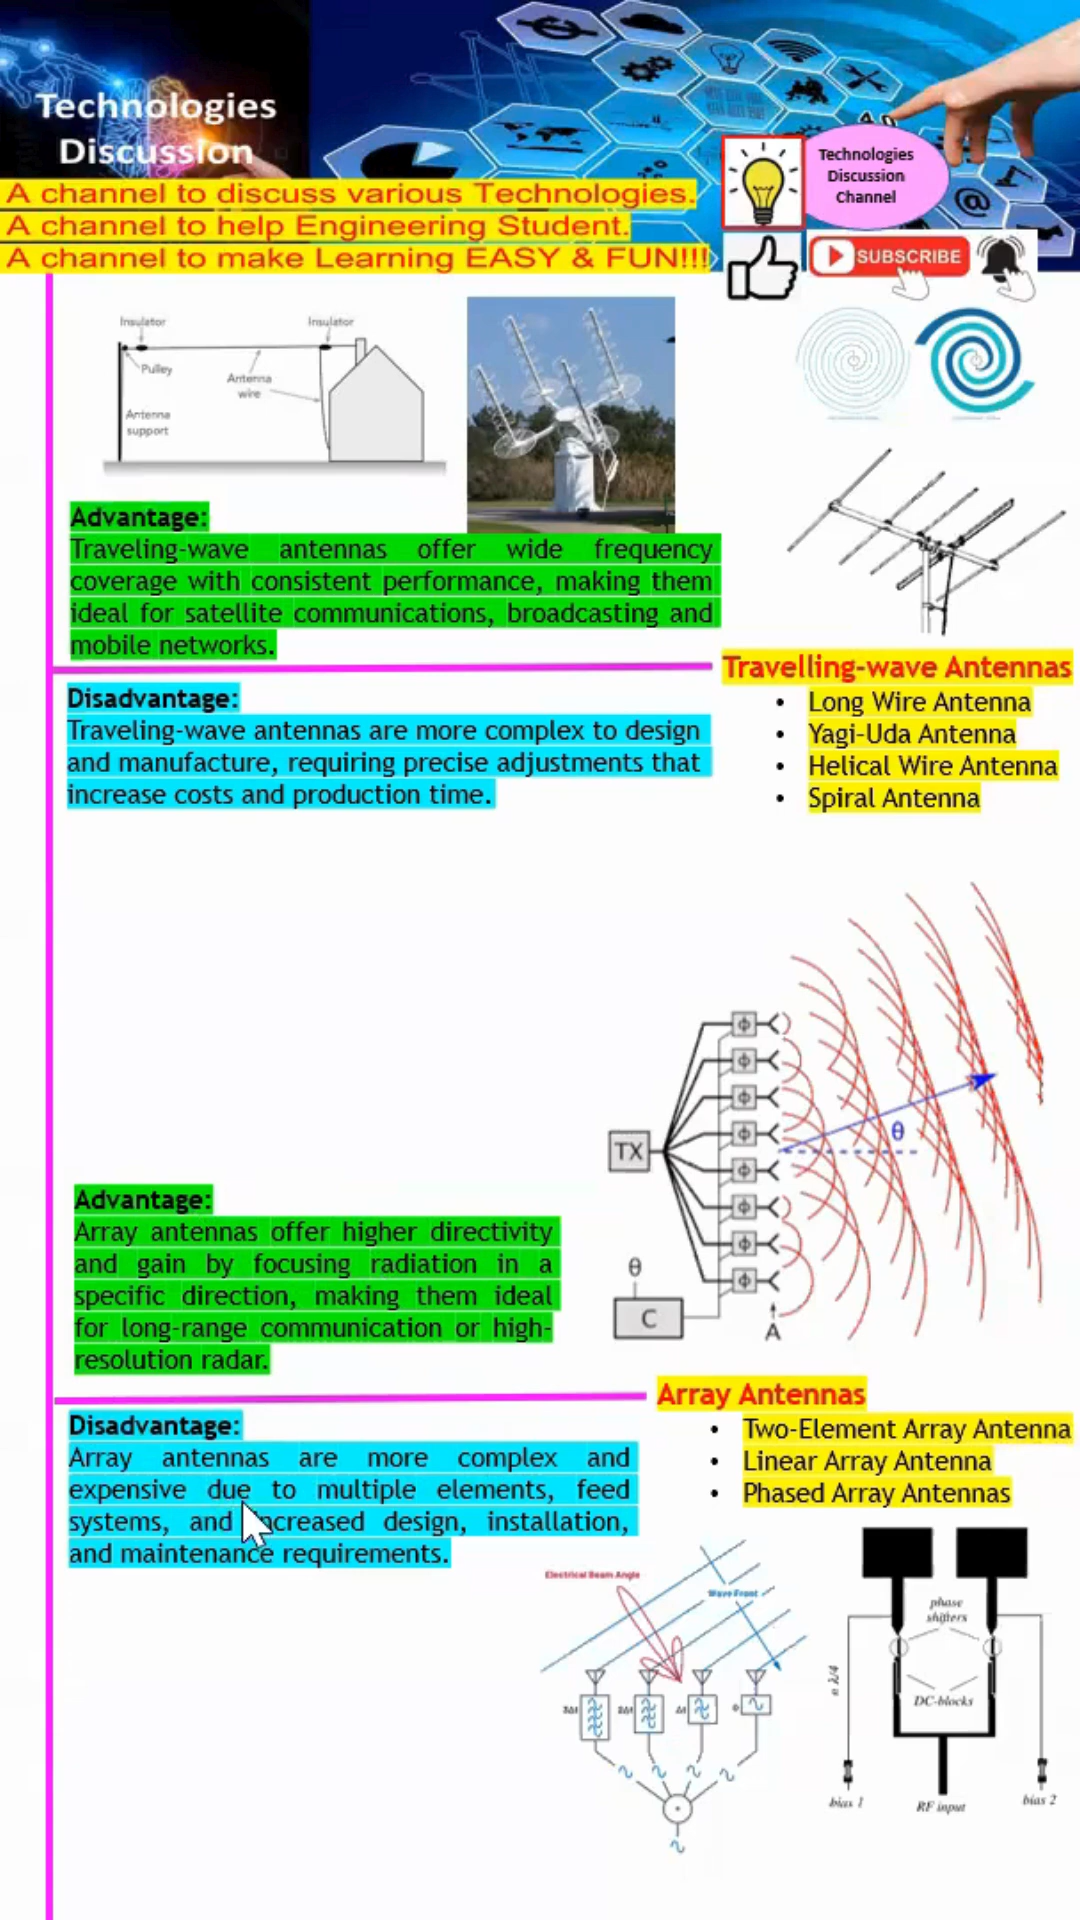 Technologies
Discussion
A channel to discuss various Technologies.
A channel to help Engineering Student.
A channel to make Learning EASY & FUN!!!
Technologies
Discussion
Channel
SUBSCRIBE
Insulator
Insulator
Pulley
Antenna
wire
Antenna
support
Advantage:
Traveling-wave antennas offer wide frequency
coverage with consistent performance, making them
ideal for satellite communications, broadcasting and
mobile networks.
Travelling-wave Antennas
• Long Wire Antenna
• Yagi-Uda Antenna
• Helical Wire Antenna
• Spiral Antenna
Disadvantage:
Traveling-wave antennas are more complex to design
and manufacture, requiring precise adjustments that
increase costs and production time.
ϕ
ϕ
ϕ
ϕ
ϕ
ϕ
ϕ
ϕ
TX
θ
θ
C
A
Advantage:
Array antennas offer higher directivity
and gain by focusing radiation in a
specific direction, making them ideal
for long-range communication or high-
resolution radar.
Array Antennas
• Two-Element Array Antenna
• Linear Array Antenna
• Phased Array Antennas
Disadvantage:
Array antennas are more complex and
expensive due to multiple elements, feed
systems, and increased design, installation,
and maintenance requirements.
Electrical Beam Angle
Wave Front
phase
shifters
n λ/4
DC-blocks
bias 1
RF input
bias 2